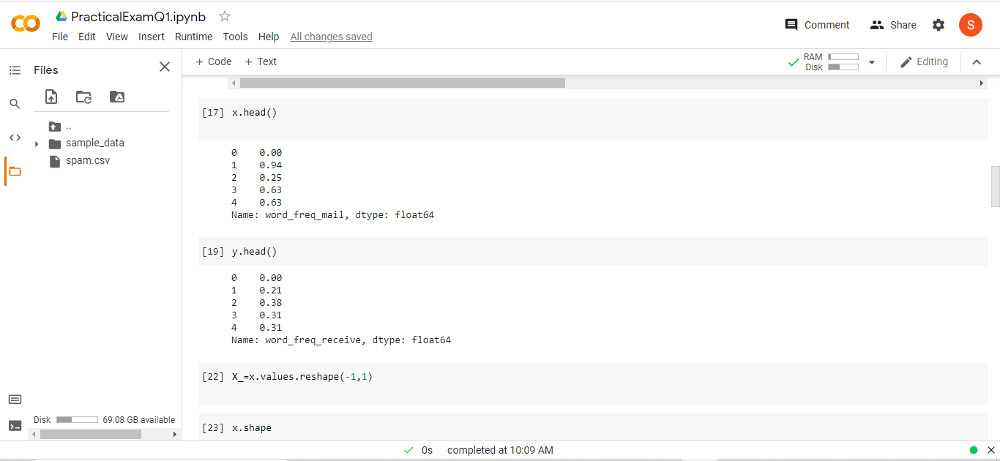 PracticalExamQ1.ipynb
File Edit View Insert Runtime Tools Help All changes saved
Comment Share S
Files
+ Code + Text
RAM
Disk
Editing
..
sample_data
spam.csv
[17] x.head()
0 0.00
1 0.94
2 0.25
3 0.63
4 0.63
Name: word_freq_mail, dtype: float64
[19] y.head()
0 0.00
1 0.21
2 0.38
3 0.31
4 0.31
Name: word_freq_receive, dtype: float64
[22] X_=x.values.reshape(-1,1)
[23] x.shape
Disk 69.08 GB available
0s completed at 10:09 AM